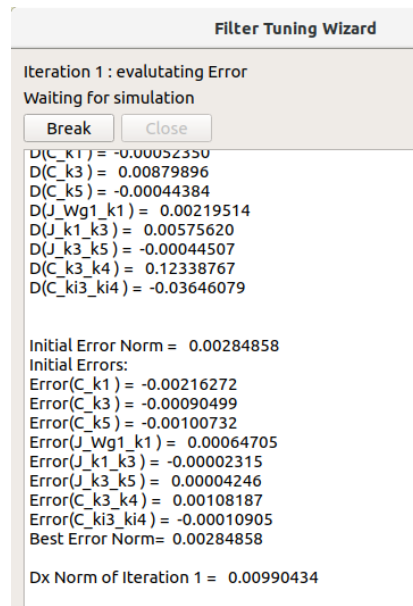 Filter Tuning Wizard
Iteration 1 : evalutating Error
Waiting for simulation
Break Close
D(C_k1 ) = -0.00052350
D(C_k3 ) = 0.00879896
D(C_k5 ) = -0.00044384
D(J_Wg1_k1 ) = 0.00219514
D(J_k1_k3 ) = 0.00575620
D(J_k3_k5 ) = -0.00044507
D(C_k3_k4 ) = 0.12338767
D(C_ki3_ki4 ) = -0.03646079
Initial Error Norm = 0.00284858
Initial Errors:
Error(C_k1 ) = -0.00216272
Error(C_k3 ) = -0.00090499
Error(C_k5 ) = -0.00100732
Error(J_Wg1_k1 ) = 0.00064705
Error(J_k1_k3 ) = -0.00002315
Error(J_k3_k5 ) = 0.00004246
Error(C_k3_k4 ) = 0.00108187
Error(C_ki3_ki4 ) = -0.00010905
Best Error Norm= 0.00284858
Dx Norm of Iteration 1 = 0.00990434